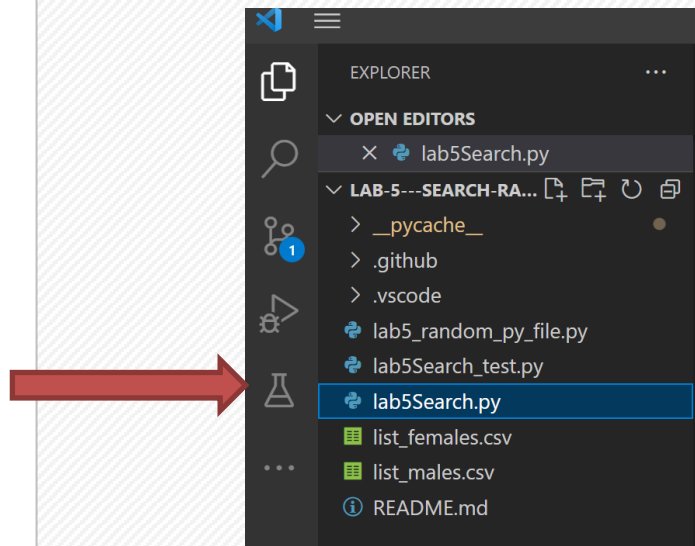 EXPLORER
OPEN EDITORS
lab5Search.py
LAB-5---SEARCH-RA...
__pycache__
.github
1
.vscode
lab5_random_py_file.py
lab5Search_test.py
lab5Search.py
list_females.csv
list_males.csv
README.md